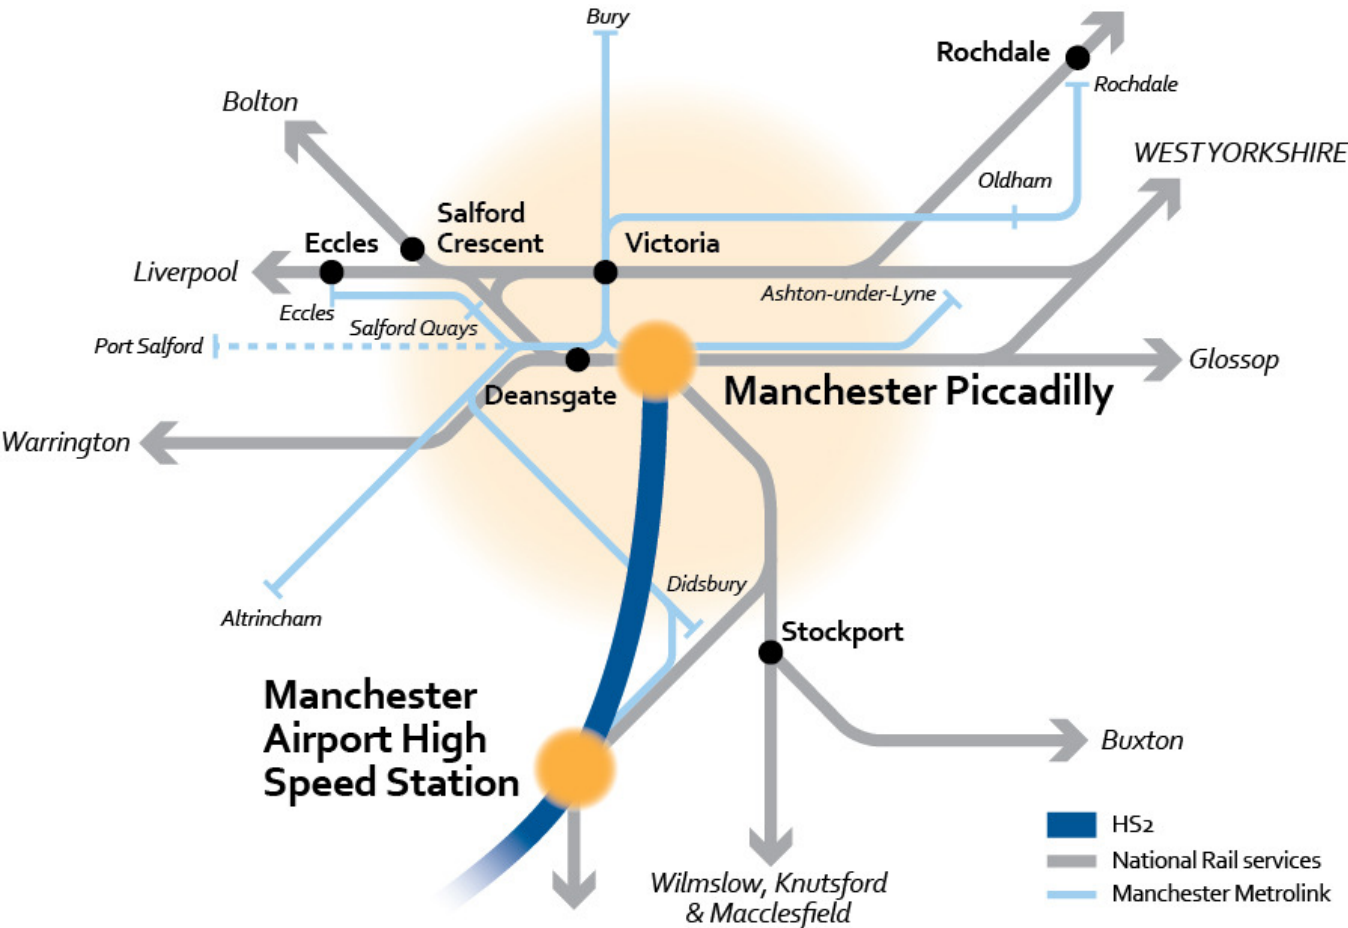 Bury
Rochdale
Rochdale
Bolton
WEST YORKSHIRE
Oldham
Salford
Crescent
Eccles
Victoria
Liverpool
Ashton-under-Lyne
Eccles
Salford Quays
Port Salford
Glossop
Deansgate
Manchester Piccadilly
Warrington
Didsbury
Altrincham
Stockport
Manchester
Airport High
Speed Station
Buxton
HS2
National Rail services
Manchester Metrolink
Wilmslow, Knutsford
& Macclesfield